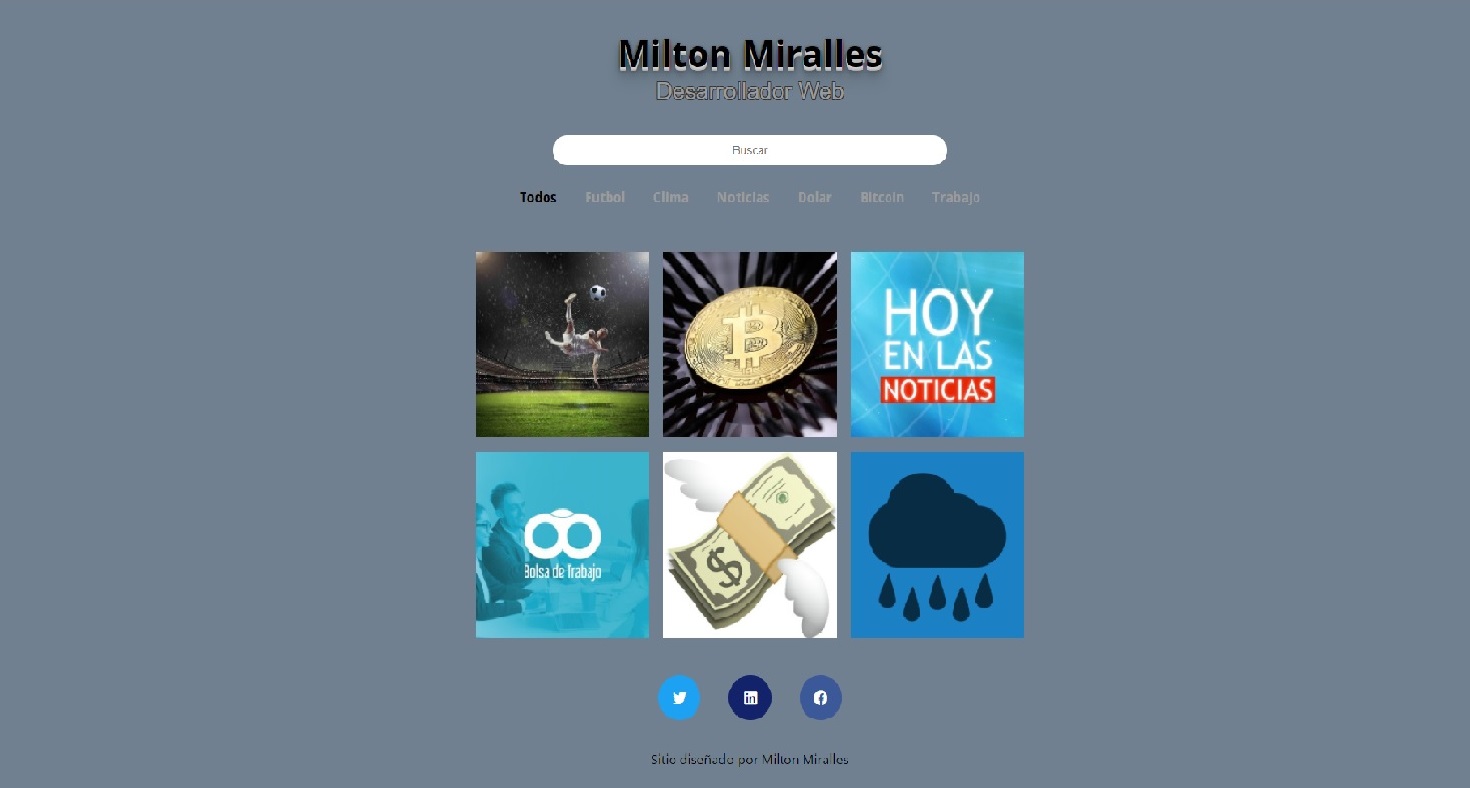 Milton Miralles
Desarrollador Web
Buscar
Todos Futbol Clima Noticias Dolar Bitcoin Trabajo
HOY
EN LAS
NOTICIAS
Bolsa de Trabajo
$
Sitio diseñado por Milton Miralles